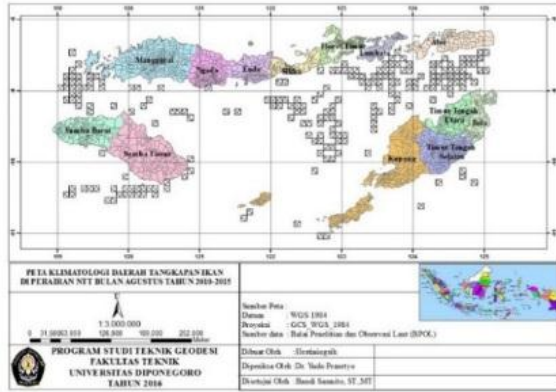 Manggarai
Ngada
Ende
Sikka
Flores Timur
Lembata
Alor
Sumba Barat
Sumba Timur
Timor Tengah
Utara
Belu
Kupang
Timor Tengah
Selatan
PETA KLIMATOLOGI DAERAH TANGKAPAN IKAN
DI PERAIRAN NTT BULAN AGUSTUS TAHUN 2010-2015
1:3.000.000
PROGRAM STUDI TEKNIK GEODESI
FAKULTAS TEKNIK
UNIVERSITAS DIPONEGORO
TAHUN 2016
Sumber Peta :
Datum : WGS 1984
Proyeksi : GCS_WGS_1984
Sumber data : Balai Penelitian dan Observasi Laut (BPOL)
Dibuat Oleh
Diperiksa Oleh :Dr. Yudo Prasetyo
Disetujui Oleh : Bandi Sasmito, ST.,MT